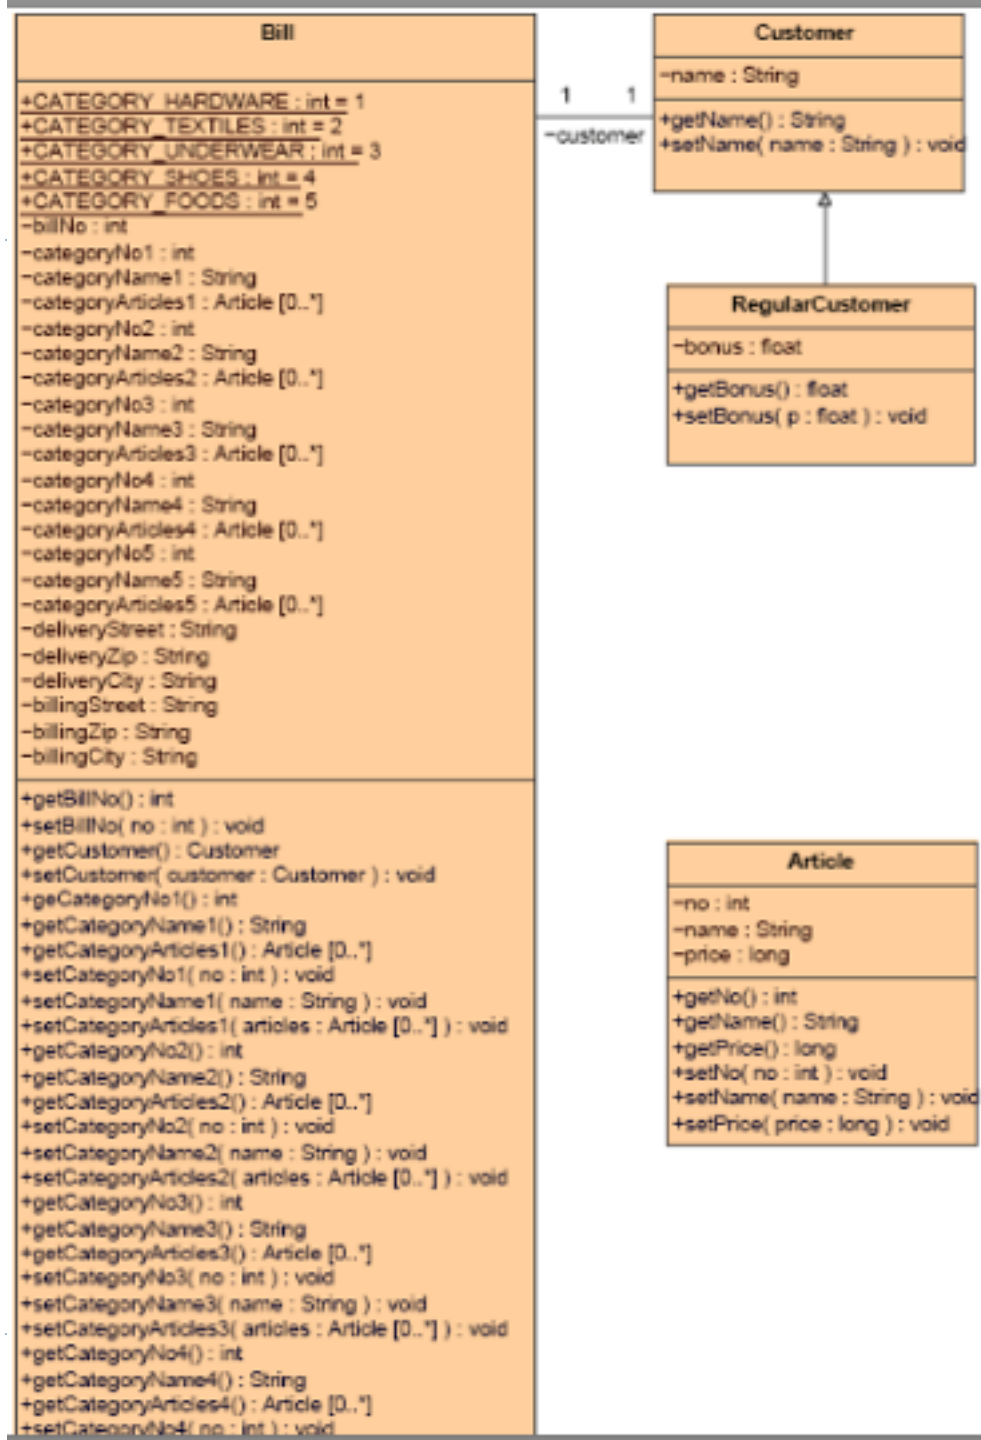 Bill
+CATEGORY_HARDWARE : int = 1
+CATEGORY_TEXTILES : int = 2
+CATEGORY_UNDERWEAR : int = 3
+CATEGORY_SHOES : int = 4
+CATEGORY_FOODS : int = 5
-billNo : int
-categoryNo1 : int
-categoryName1 : String
-categoryArticles1 : Article [0..*]
-categoryNo2 : int
-categoryName2 : String
-categoryArticles2 : Article [0..*]
-categoryNo3 : int
-categoryName3 : String
-categoryArticles3 : Article [0..*]
-categoryNo4 : int
-categoryName4 : String
-categoryArticles4 : Article [0..*]
-categoryNo5 : int
-categoryName5 : String
-categoryArticles5 : Article [0..*]
-deliveryStreet : String
-deliveryZip : String
-deliveryCity : String
-billingStreet : String
-billingZip : String
-billingCity : String
+getBillNo() : int
+setBillNo( no : int ) : void
+getCustomer() : Customer
+setCustomer( customer : Customer ) : void
+geCategoryNo1() : int
+getCategoryName1() : String
+getCategoryArticles1() : Article [0..*]
+setCategoryNo1( no : int ) : void
+setCategoryName1( name : String ) : void
+setCategoryArticles1( articles : Article [0..*] ) : void
+getCategoryNo2() : int
+getCategoryName2() : String
+getCategoryArticles2() : Article [0..*]
+setCategoryNo2( no : int ) : void
+setCategoryName2( name : String ) : void
+setCategoryArticles2( articles : Article [0..*] ) : void
+getCategoryNo3() : int
+getCategoryName3() : String
+getCategoryArticles3() : Article [0..*]
+setCategoryNo3( no : int ) : void
+setCategoryName3( name : String ) : void
+setCategoryArticles3( articles : Article [0..*] ) : void
+getCategoryNo4() : int
+getCategoryName4() : String
+getCategoryArticles4() : Article [0..*]
+setCategoryNo4( no : int ) : void
1 1
-customer
Customer
-name : String
+getName() : String
+setName( name : String ) : void
RegularCustomer
-bonus : float
+getBonus() : float
+setBonus( p : float ) : void
Article
-no : int
-name : String
-price : long
+getNo() : int
+getName() : String
+getPrice() : long
+setNo( no : int ) : void
+setName( name : String ) : void
+setPrice( price : long ) : void